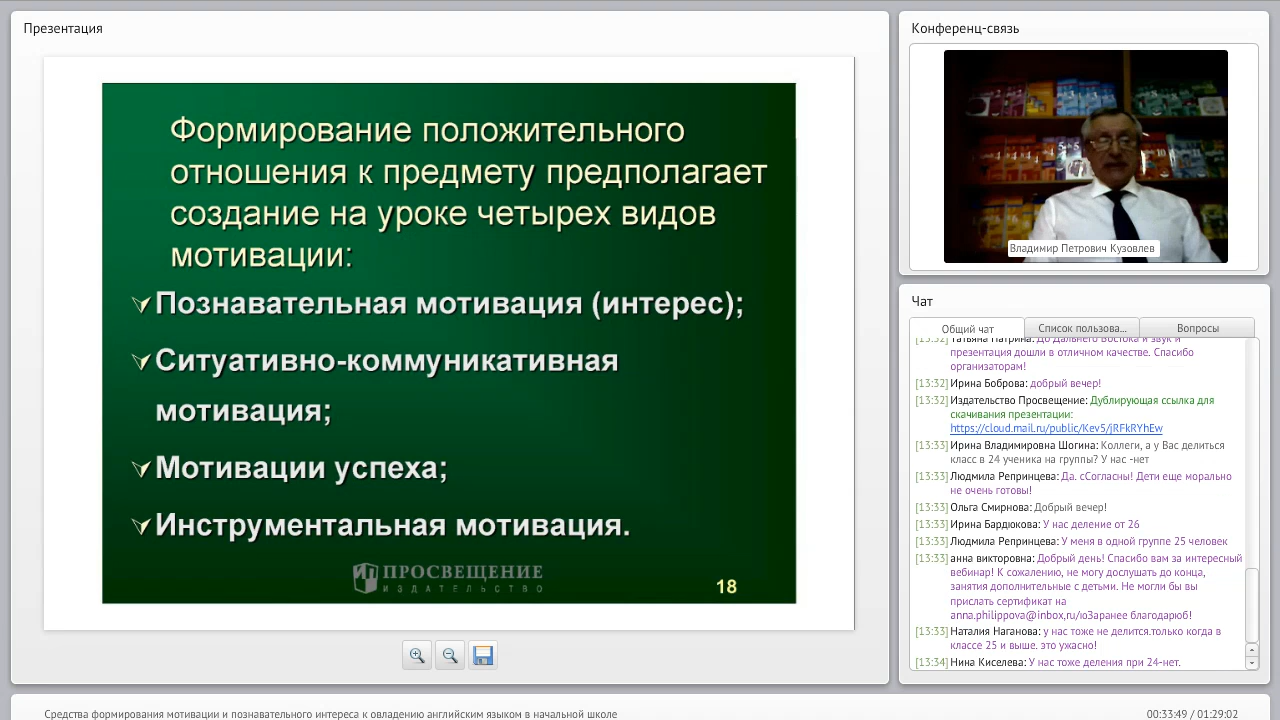 Презентация
Формирование положительного
отношения к предмету предполагает
создание на уроке четырех видов
мотивации:
Познавательная мотивация (интерес);
Ситуативно-коммуникативная
мотивация;
Мотивации успеха;
Инструментальная мотивация.
ПРОСВЕЩЕНИЕ
ИЗДАТЕЛЬСТВО
18
Конференц-связь
Владимир Петрович Кузовлев
Чат
Общий чат
Список пользова...
Вопросы
[13:32] Татьяна Патрина: До Дальнего Востока и звук и
презентация дошли в отличном качестве. Спасибо
организаторам!
[13:32] Ирина Боброва: добрый вечер!
[13:32] Издательство Просвещение: Дублирующая ссылка для
скачивания презентации:
https://cloud.mail.ru/public/Kev5/jRFkRYhEw
[13:33] Ирина Владимировна Шогина: Коллеги, а у Вас делиться
класс в 24 ученика на группы? У нас -нет
[13:33] Людмила Репринцева: Да. сСогласны! Дети еще морально
не очень готовы!
[13:33] Ольга Смирнова: Добрый вечер!
[13:33] Ирина Бардюкова: У нас деление от 26
[13:33] Людмила Репринцева: У меня в одной группе 25 человек
[13:33] анна викторовна: Добрый день! Спасибо вам за интересный
вебинар! К сожалению, не могу дослушать до конца,
занятия дополнительные с детьми. Не могли бы вы
прислать сертификат на
anna.philippova@inbox,ru/юЗаранее благодарюб!
[13:33] Наталия Наганова: у нас тоже не делится.только когда в
классе 25 и выше. это ужасно!
[13:34] Нина Киселева: У нас тоже деления при 24-нет.
Средства формирования мотивации и познавательного интереса к овладению английским языком в начальной школе
00:33:49 / 01:29:02